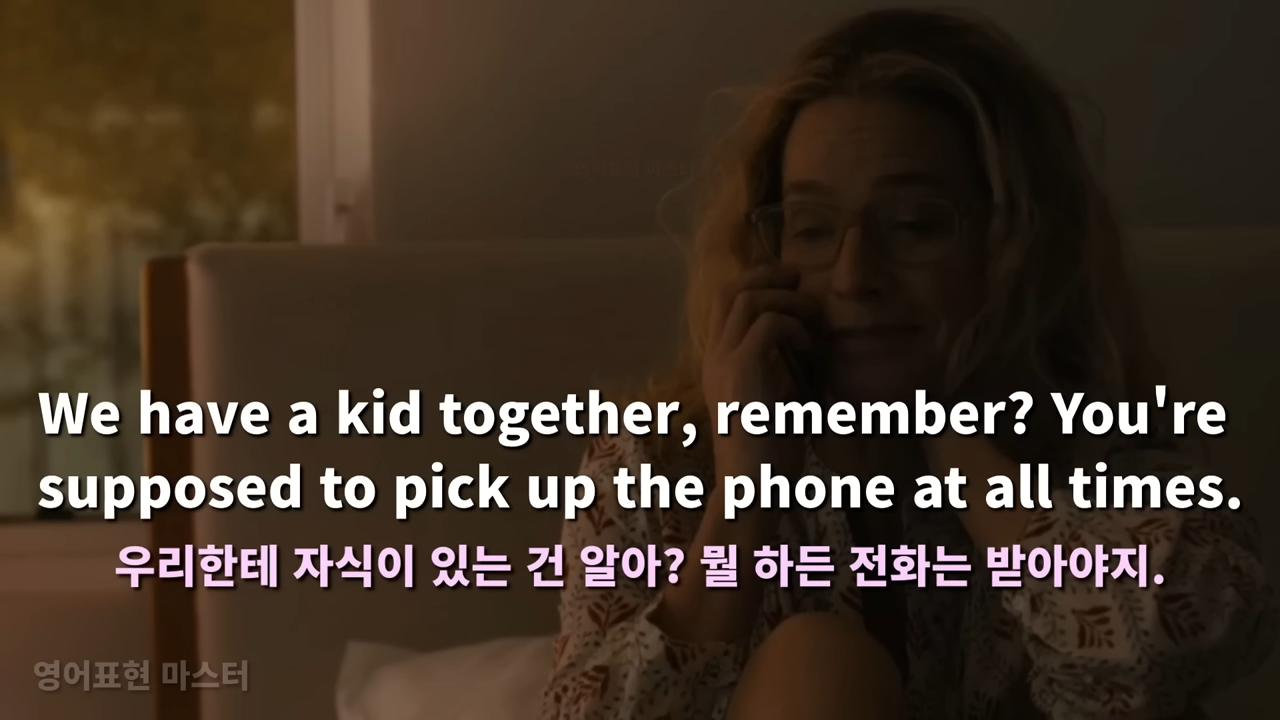 We have a kid together, remember? You're
supposed to pick up the phone at all times.
우리한테 자식이 있는 건 알아? 뭘 하든 전화는 받아야지.
영어표현 마스터